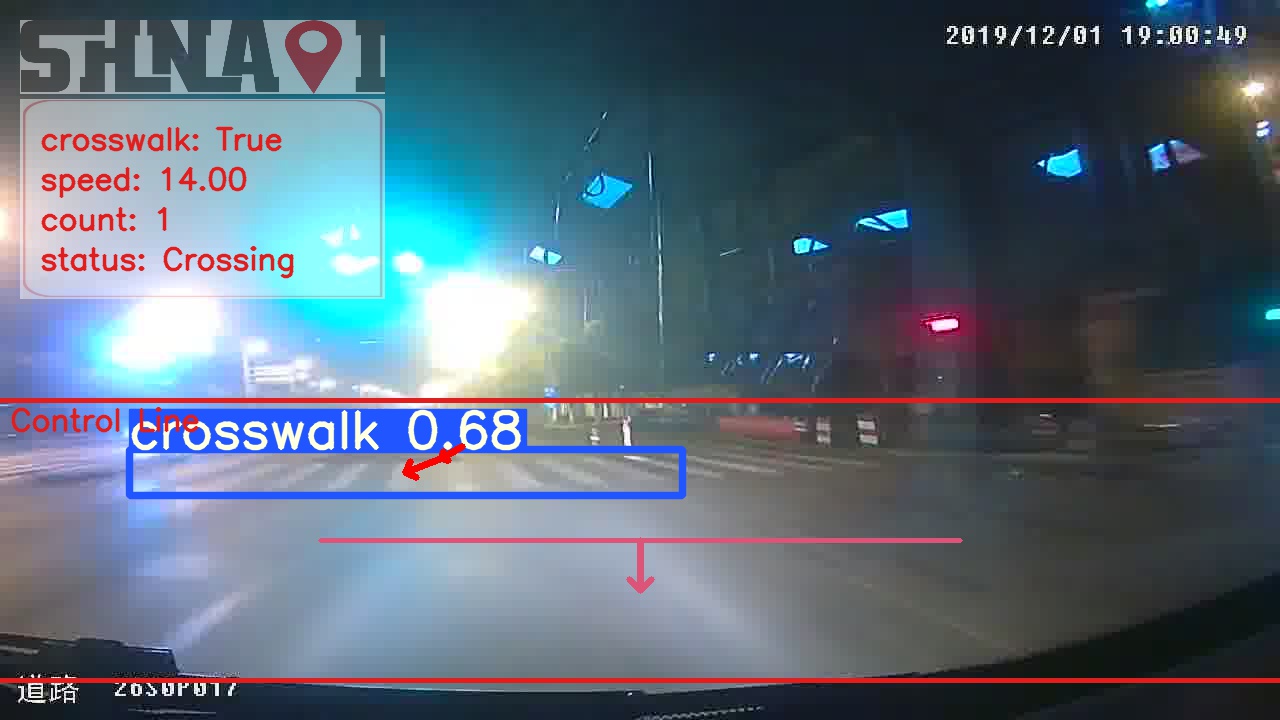 SHNAVI
2019/12/01 19:00:49
crosswalk: True
speed: 14.00
count: 1
status: Crossing
Control Line
crosswalk 0.68
道路